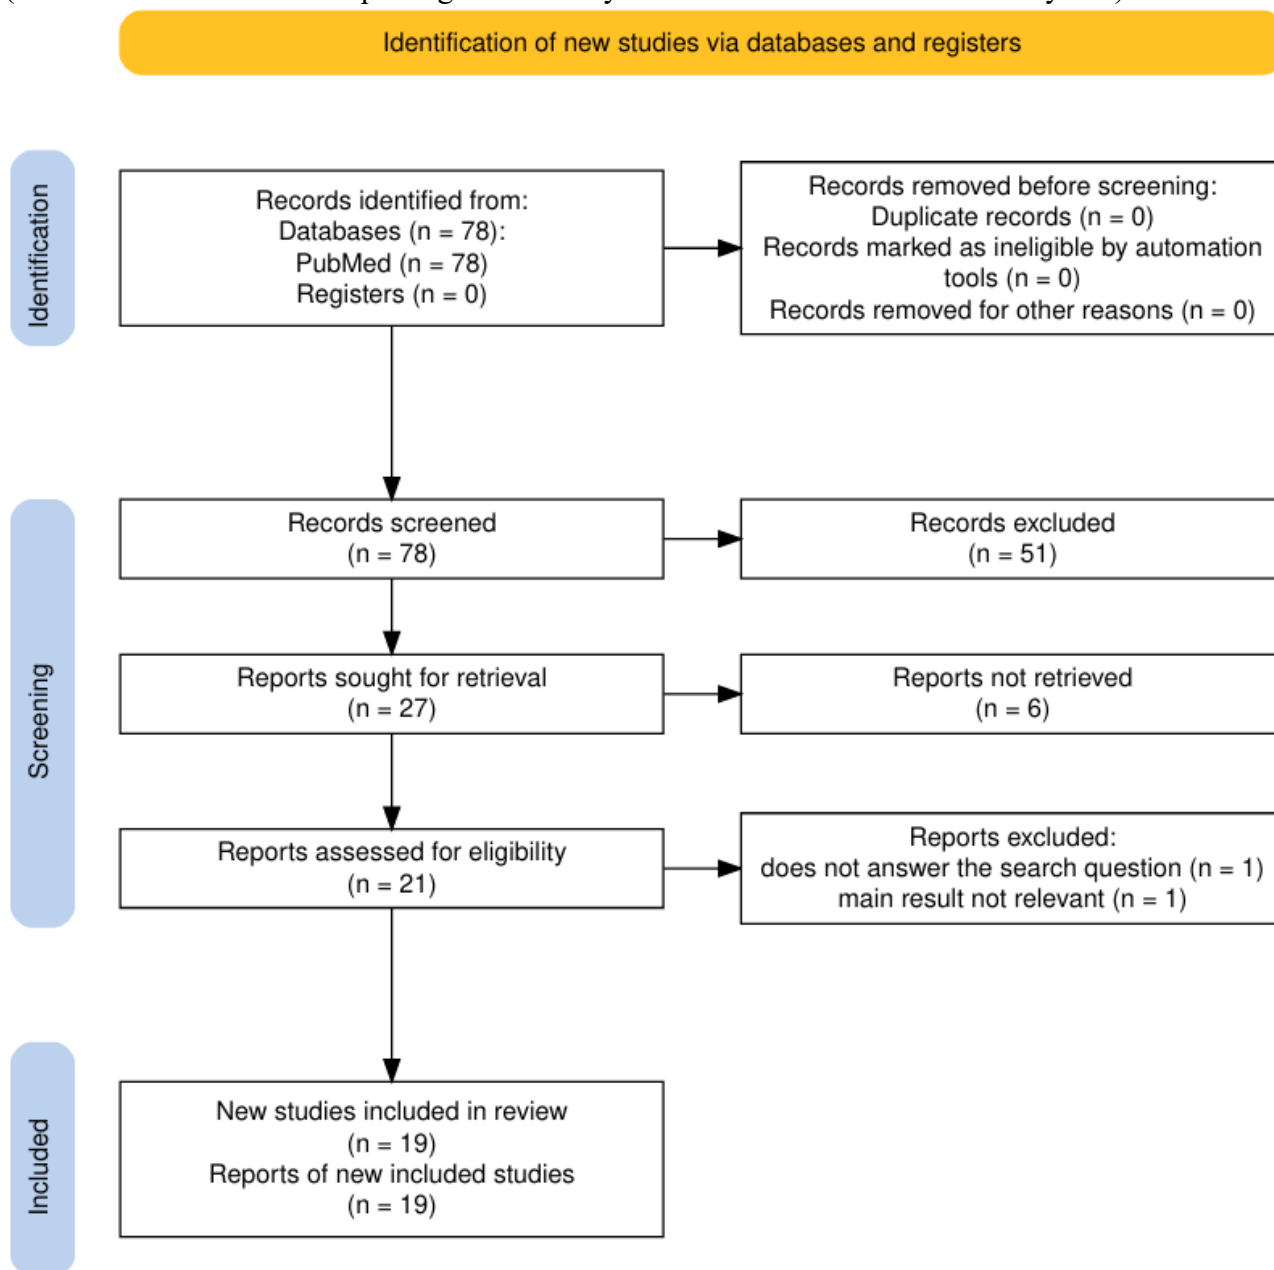 Identification of new studies via databases and registers
Identification
Records identified from:
Databases (n = 78):
PubMed (n = 78)
Registers (n = 0)
Records removed before screening:
Duplicate records (n = 0)
Records marked as ineligible by automation
tools (n = 0)
Records removed for other reasons (n = 0)
Screening
Records screened
(n = 78)
Records excluded
(n = 51)
Reports sought for retrieval
(n = 27)
Reports not retrieved
(n = 6)
Reports assessed for eligibility
(n = 21)
Reports excluded:
does not answer the search question (n = 1)
main result not relevant (n = 1)
Included
New studies included in review
(n = 19)
Reports of new included studies
(n = 19)